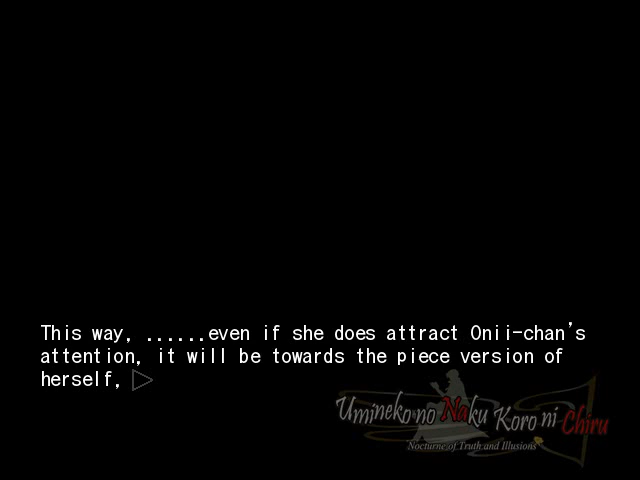 This way, ......even if she does attract Onii-chan's
attention, it will be towards the piece version of
herself,
Umineko no Naku Koro ni Chiru
Nocturne of Truth and Illusions